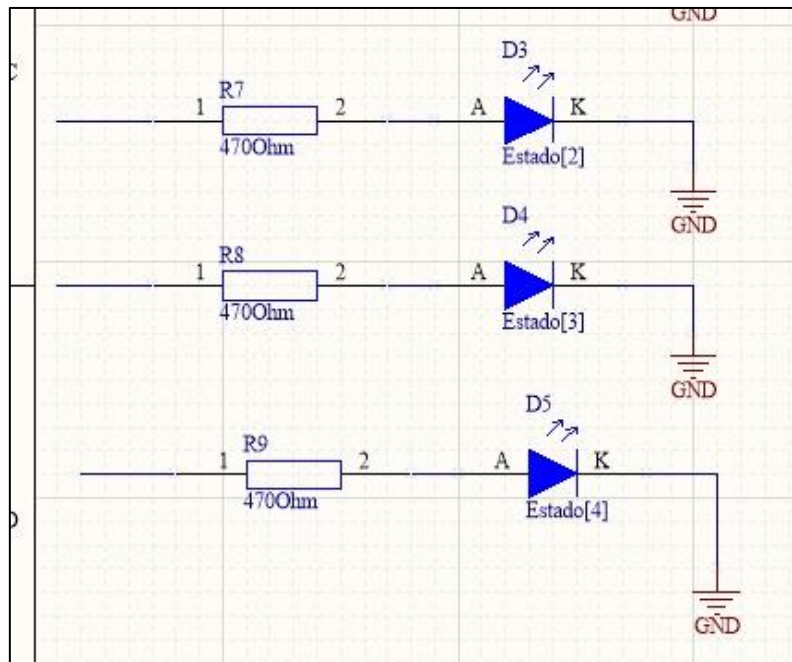 GND
D3
R7
1 2 A K
470Ohm Estado[2]
GND
D4
R8
1 2 A K
470Ohm Estado[3]
GND
D5
R9
1 2 A K
470Ohm Estado[4]
GND